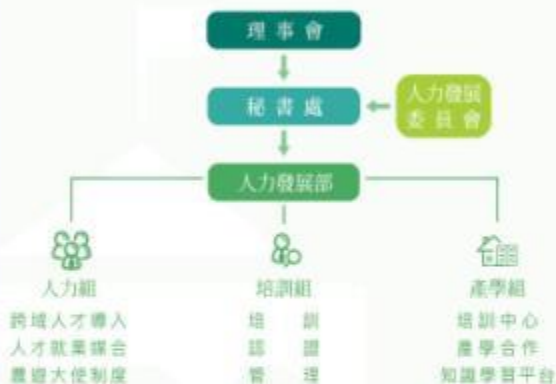 理事會
秘書處
人力發展
委員會
人力發展部
人力組
跨域人才導入
人才就業媒合
農遊大使制度
培訓組
培訓
認證
管理
產學組
培訓中心
產學合作
知識學習平台